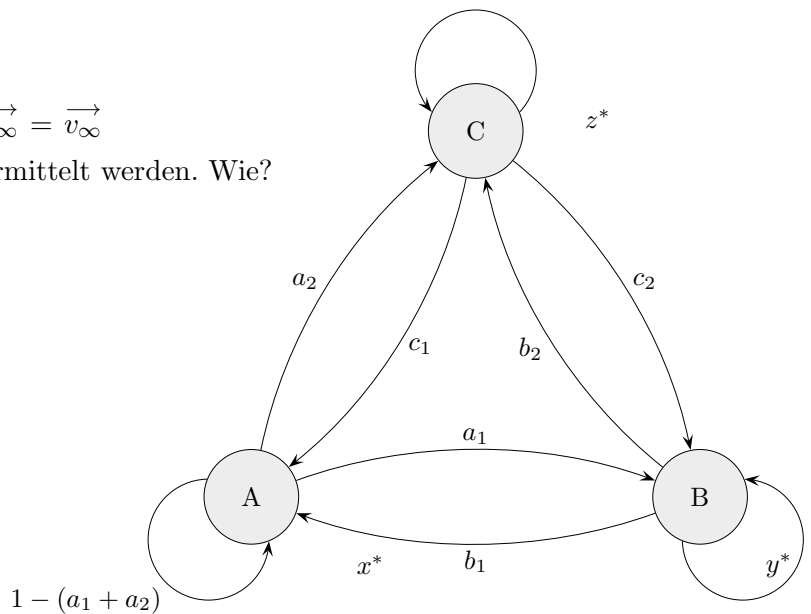 C
z*
→∞ = v∞→
rmittelt werden. Wie?
a₂
c₂
c₁
b₂
a₁
A
B
x*
b₁
y*
1 − (a₁ + a₂)